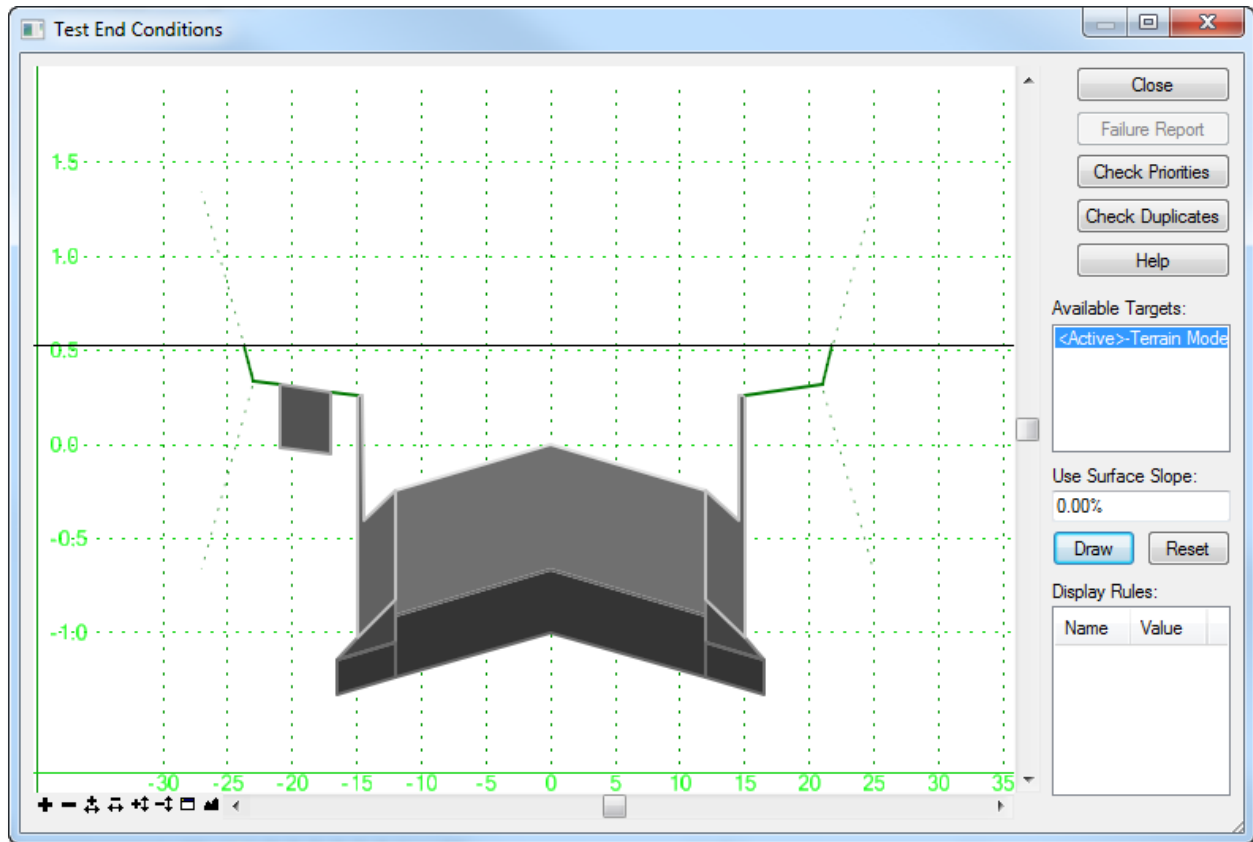 Test End Conditions
Close
Failure Report
Check Priorities
Check Duplicates
Help
Available Targets:
<Active>-Terrain Mode
Use Surface Slope:
0.00%
Draw Reset
Display Rules:
Name Value
1.5
1.0
0.5
0.0
-0.5
-1.0
-30 -25 -20 -15 -10 -5 0 5 10 15 20 25 30 35